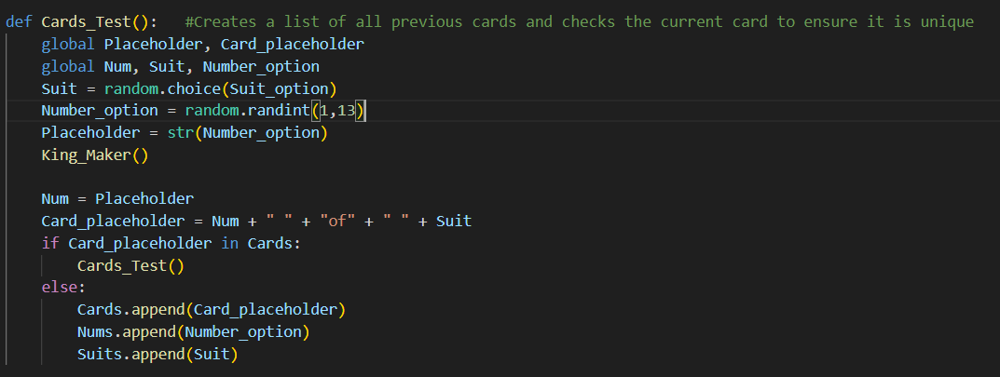 def Cards_Test():   #Creates a list of all previous cards and checks the current card to ensure it is unique
    global Placeholder, Card_placeholder
    global Num, Suit, Number_option
    Suit = random.choice(Suit_option)
    Number_option = random.randint(1,13)
    Placeholder = str(Number_option)
    King_Maker()

    Num = Placeholder
    Card_placeholder = Num + " " + "of" + " " + Suit
    if Card_placeholder in Cards:
        Cards_Test()
    else:
        Cards.append(Card_placeholder)
        Nums.append(Number_option)
        Suits.append(Suit)